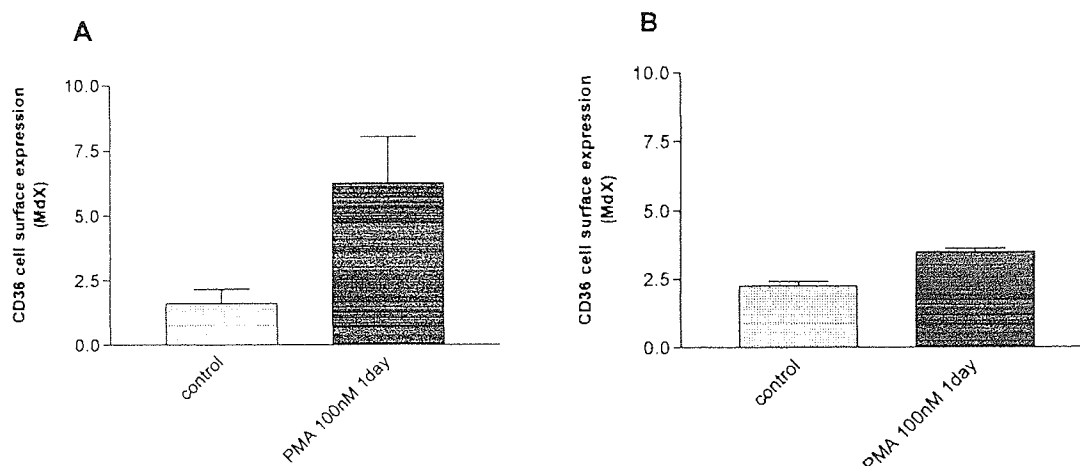 A
CD36 cell surface expression
(MdX)
10.0
7.5
5.0
2.5
0.0
control
PMA 100nM 1day
B
CD36 cell surface expression
(MdX)
10.0
7.5
5.0
2.5
0.0
control
PMA 100nM 1day